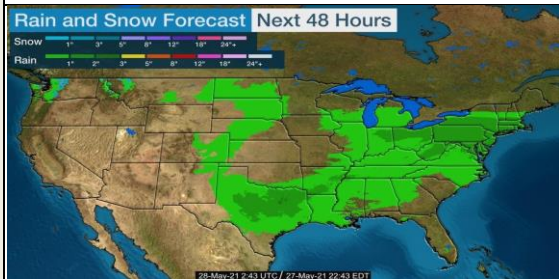 Rain and Snow Forecast Next 48 Hours
Snow 1" 3" 5" 8" 12" 18" 24"+
Rain 1" 2" 3" 5" 8" 12" 18" 24"+
28-May-21 2:43 UTC / 27-May-21 22:43 EDT